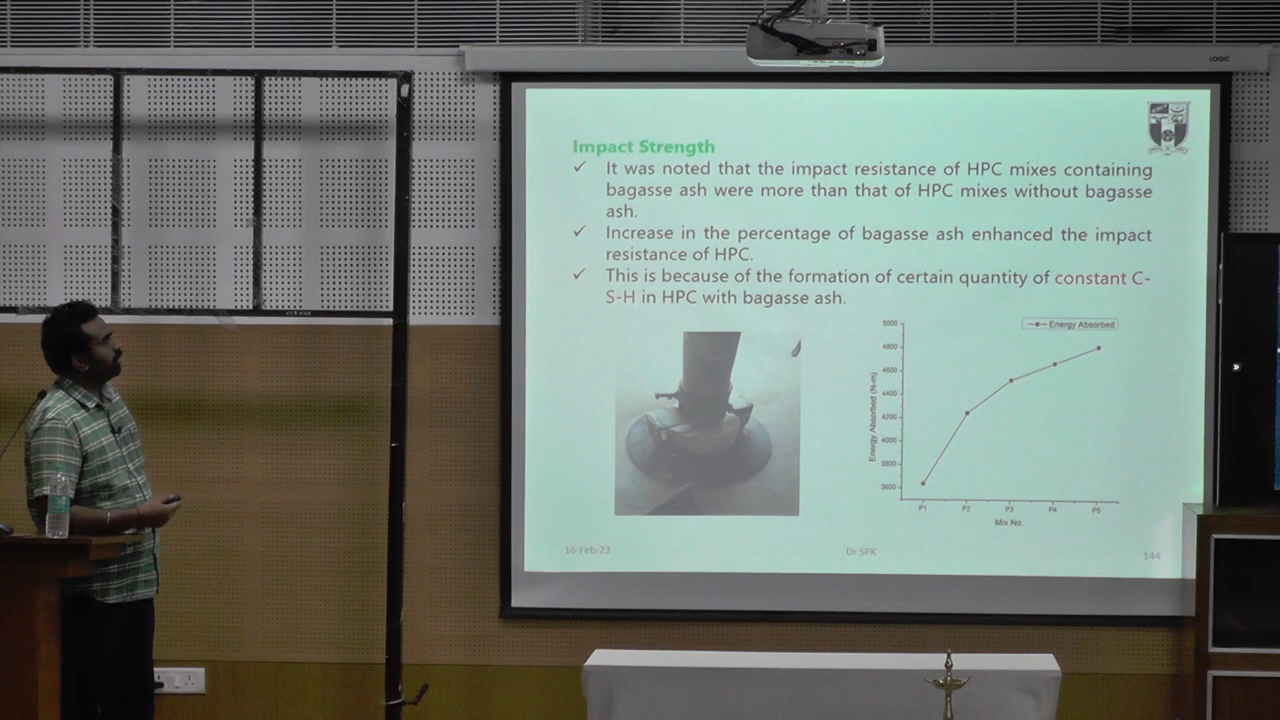 LOGIC
Impact Strength
✓ It was noted that the impact resistance of HPC mixes containing
bagasse ash were more than that of HPC mixes without bagasse
ash.
✓ Increase in the percentage of bagasse ash enhanced the impact
resistance of HPC.
✓ This is because of the formation of certain quantity of constant C-
S-H in HPC with bagasse ash.
Energy Absorbed
Energy Absorbed (N-m)
5000
4800
4600
4400
4200
4000
3800
3600
P1 P2 P3 P4 P5
Mix No.
16-Feb-23 Dr SPK 144